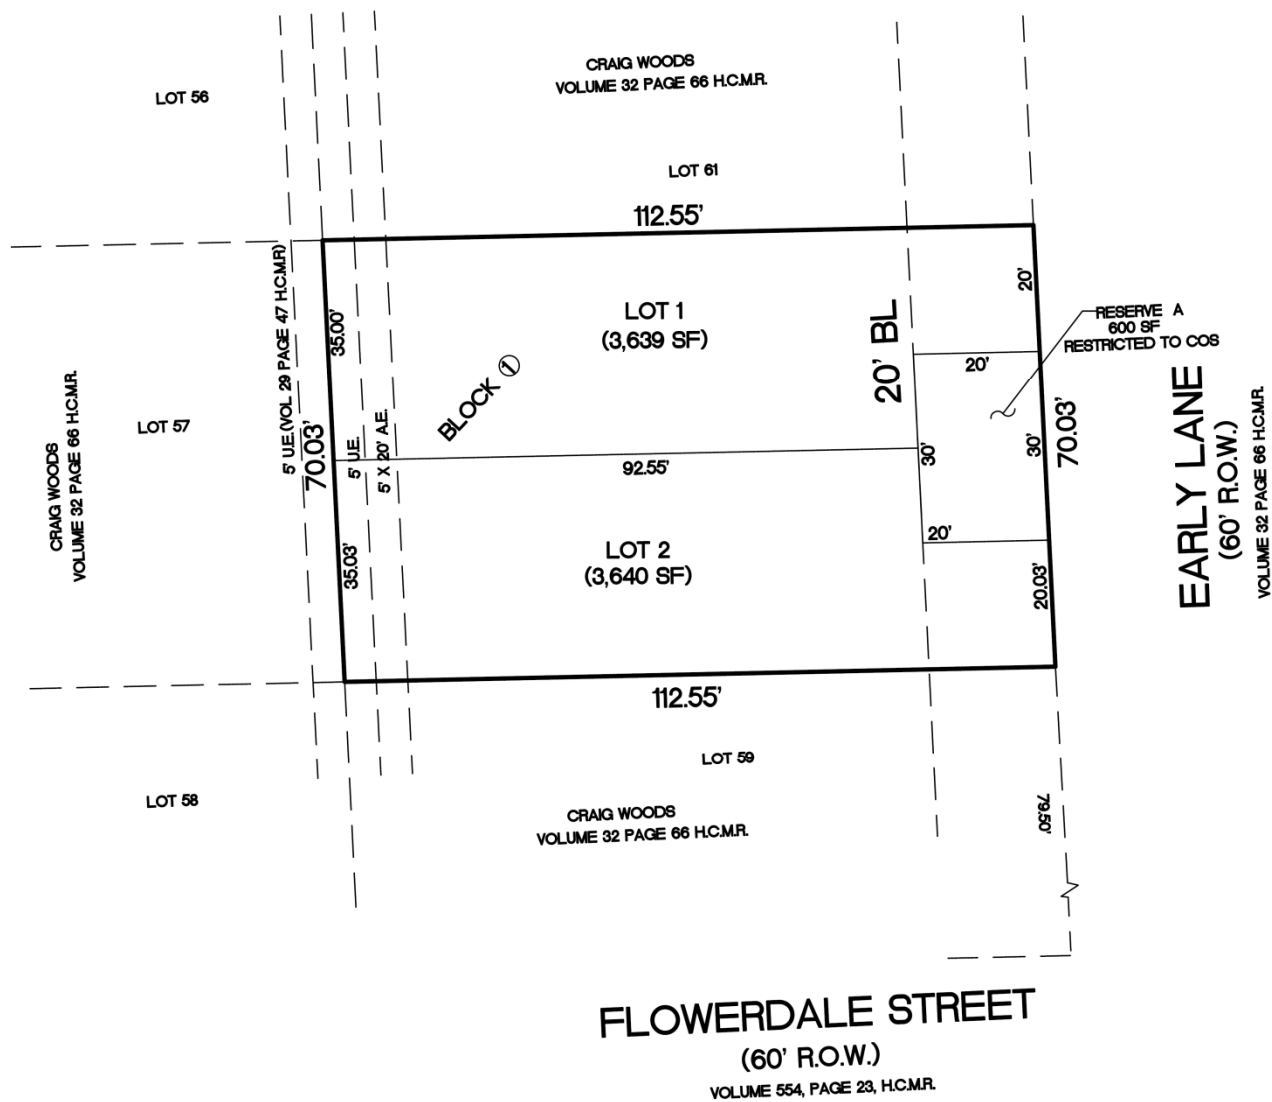 CRAIG WOODS
VOLUME 32 PAGE 66 H.C.M.R.
LOT 56
LOT 61
112.55'
5' U.E.(VOL 29 PAGE 47 H.C.M.R)
35.00'
LOT 1
(3,639 SF)
20' BL
20'
RESERVE A
600 SF
RESTRICTED TO COS
20'
BLOCK 1
CRAIG WOODS
VOLUME 32 PAGE 66 H.C.M.R.
LOT 57
70.03'
5' U.E.
5' X 20' A.E.
92.55'
30'
30'
70.03'
EARLY LANE
(60' R.O.W.)
VOLUME 32 PAGE 66 H.C.M.R.
35.03'
LOT 2
(3,640 SF)
20'
20.03'
112.55'
LOT 59
LOT 58
CRAIG WOODS
VOLUME 32 PAGE 66 H.C.M.R.
79.50'
FLOWERDALE STREET
(60' R.O.W.)
VOLUME 554, PAGE 23, H.C.M.R.